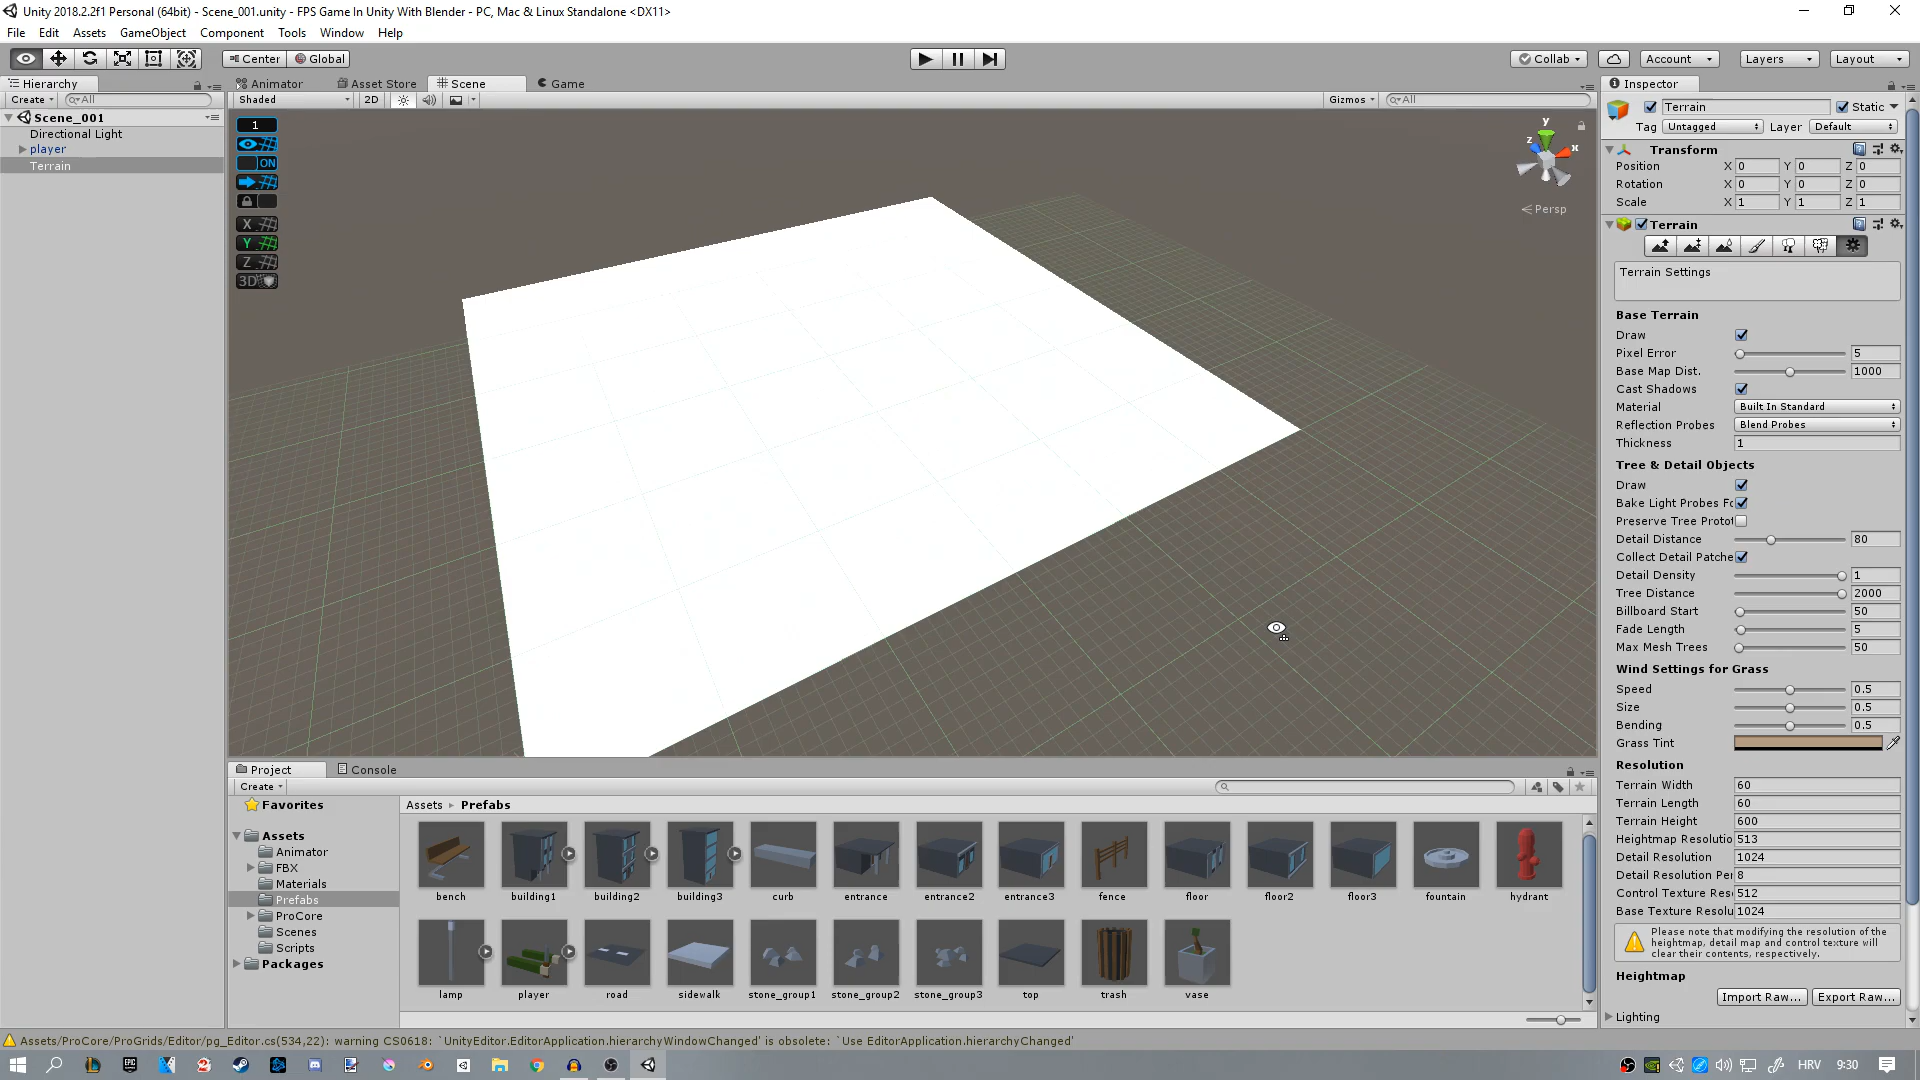 Unity 2018.2.2f1 Personal (64bit) - Scene_001.unity - FPS Game In Unity With Blender - PC, Mac & Linux Standalone <DX11>
File Edit Assets GameObject Component Tools Window Help
Center Global Collab Account Layers Layout
Hierarchy Animator Asset Store Scene Game Inspector
Create All Shaded 2D Gizmos All
Scene_001
Directional Light
player
Terrain
1
ON
X
Y
Z
3D
y
z x
Persp
Terrain Static
Tag Untagged Layer Default
Transform
Position X 0 Y 0 Z 0
Rotation X 0 Y 0 Z 0
Scale X 1 Y 1 Z 1
Terrain
Terrain Settings
Base Terrain
Draw
Pixel Error 5
Base Map Dist. 1000
Cast Shadows
Material Built In Standard
Reflection Probes Blend Probes
Thickness 1
Tree & Detail Objects
Draw
Bake Light Probes Fo
Preserve Tree Protot
Detail Distance 80
Collect Detail Patche
Detail Density 1
Tree Distance 2000
Billboard Start 50
Fade Length 5
Max Mesh Trees 50
Wind Settings for Grass
Speed 0.5
Size 0.5
Bending 0.5
Grass Tint
Resolution
Terrain Width 60
Terrain Length 60
Terrain Height 600
Heightmap Resolutio 513
Detail Resolution 1024
Detail Resolution Per 8
Control Texture Res 512
Base Texture Resolu 1024
Please note that modifying the resolution of the
heightmap, detail map and control texture will
clear their contents, respectively.
Heightmap
Import Raw... Export Raw...
Lighting
Project Console
Create
Favorites
Assets
Animator
FBX
Materials
Prefabs
ProCore
Scenes
Scripts
Packages
Assets Prefabs
bench building1 building2 building3 curb entrance entrance2 entrance3 fence floor floor2 floor3 fountain hydrant
lamp player road sidewalk stone_group1 stone_group2 stone_group3 top trash vase
Assets/ProCore/ProGrids/Editor/pg_Editor.cs(534,22): warning CS0618: `UnityEditor.EditorApplication.hierarchyWindowChanged' is obsolete: `Use EditorApplication.hierarchyChanged'
EPIC
HRV 9:30